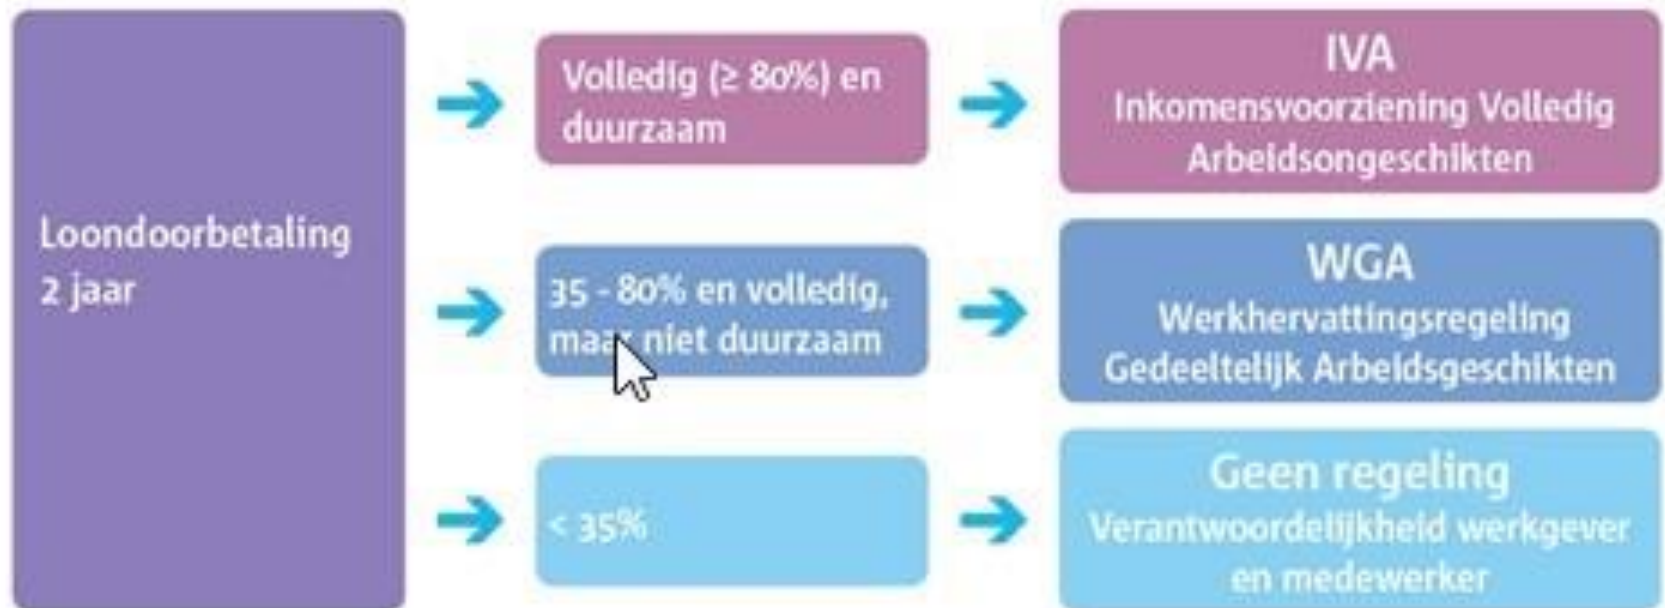 Loondoorbetaling
2 jaar
Volledig (≥ 80%) en
duurzaam
IVA
Inkomensvoorziening Volledig
Arbeidsongeschikten
35 - 80% en volledig,
maar niet duurzaam
WGA
Werkhervattingsregeling
Gedeeltelijk Arbeidsgeschikten
< 35%
Geen regeling
Verantwoordelijkheid werkgever
en medewerker